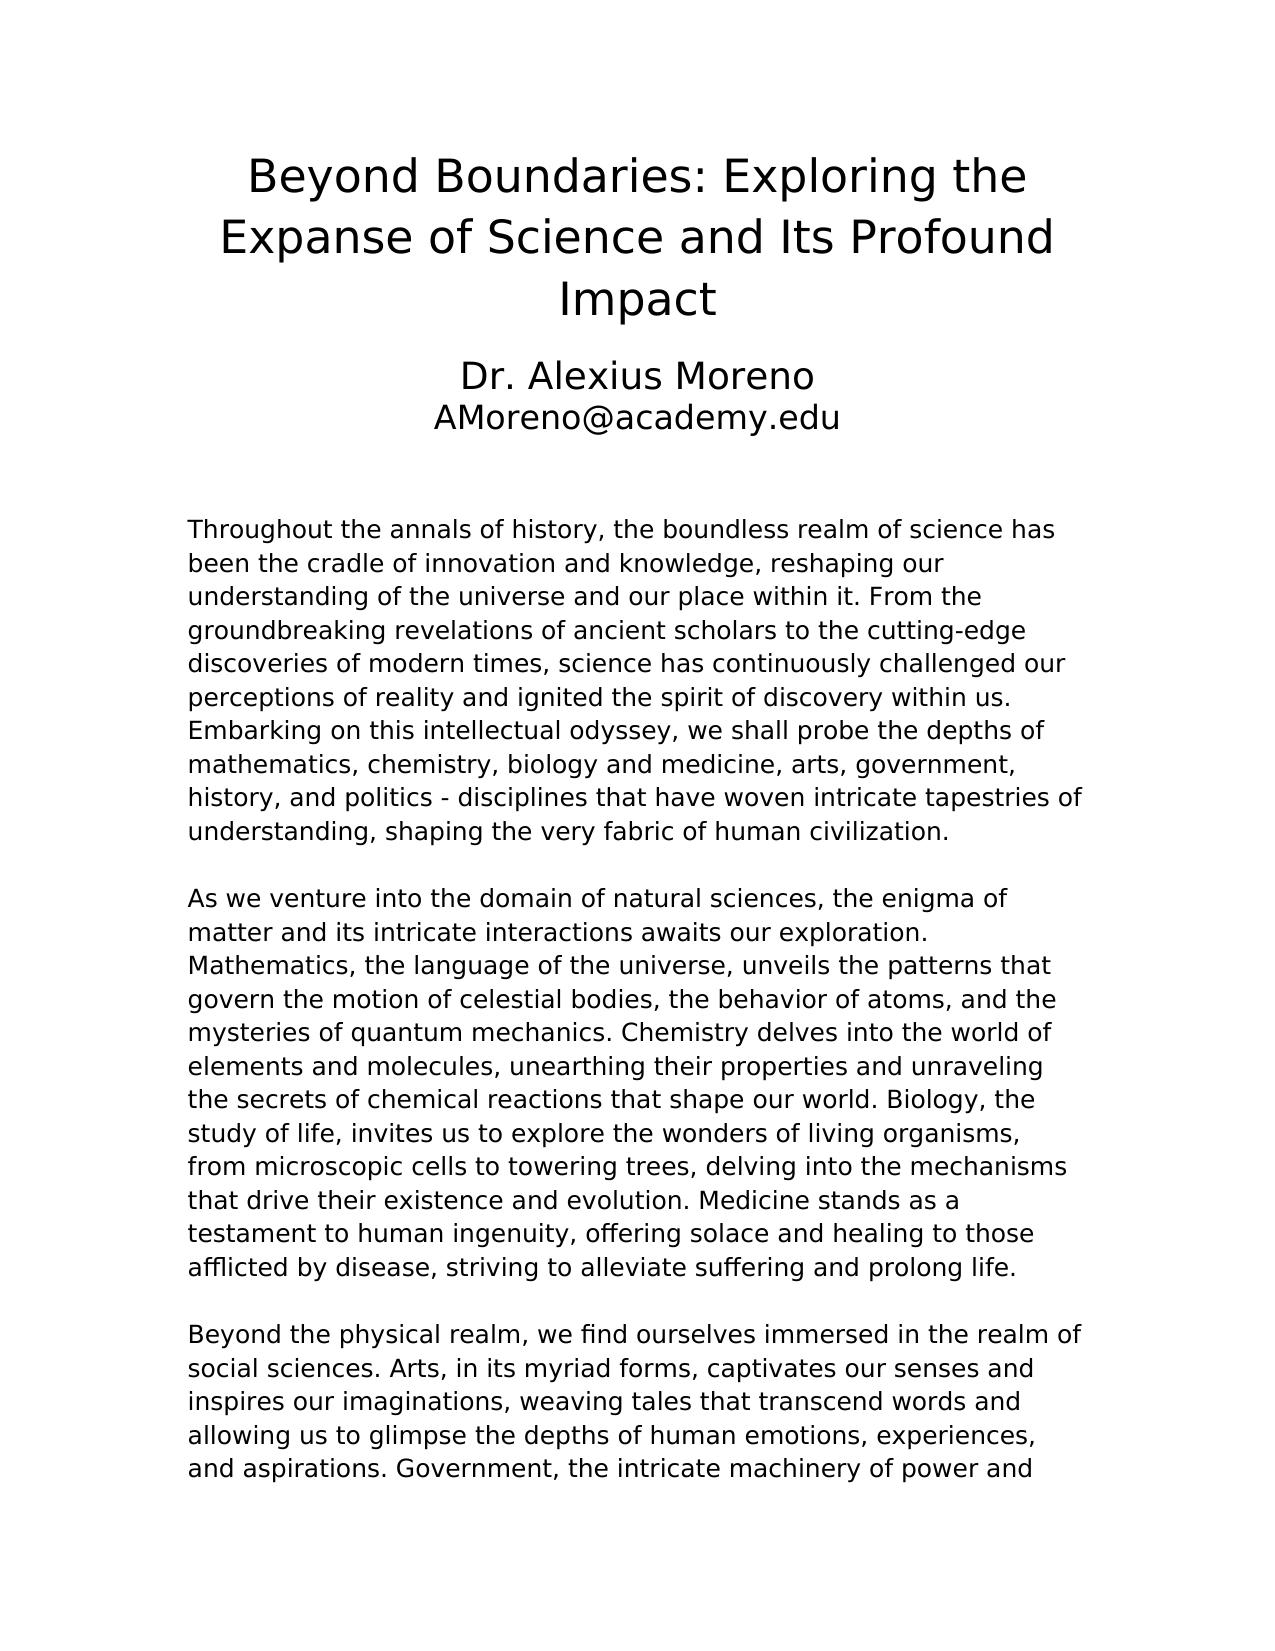 Beyond Boundaries: Exploring the
Expanse of Science and Its Profound
Impact
Dr. Alexius Moreno
AMoreno@academy.edu
Throughout the annals of history, the boundless realm of science has
been the cradle of innovation and knowledge, reshaping our
understanding of the universe and our place within it. From the
groundbreaking revelations of ancient scholars to the cutting-edge
discoveries of modern times, science has continuously challenged our
perceptions of reality and ignited the spirit of discovery within us.
Embarking on this intellectual odyssey, we shall probe the depths of
mathematics, chemistry, biology and medicine, arts, government,
history, and politics - disciplines that have woven intricate tapestries of
understanding, shaping the very fabric of human civilization.
As we venture into the domain of natural sciences, the enigma of
matter and its intricate interactions awaits our exploration.
Mathematics, the language of the universe, unveils the patterns that
govern the motion of celestial bodies, the behavior of atoms, and the
mysteries of quantum mechanics. Chemistry delves into the world of
elements and molecules, unearthing their properties and unraveling
the secrets of chemical reactions that shape our world. Biology, the
study of life, invites us to explore the wonders of living organisms,
from microscopic cells to towering trees, delving into the mechanisms
that drive their existence and evolution. Medicine stands as a
testament to human ingenuity, offering solace and healing to those
afflicted by disease, striving to alleviate suffering and prolong life.
Beyond the physical realm, we find ourselves immersed in the realm of
social sciences. Arts, in its myriad forms, captivates our senses and
inspires our imaginations, weaving tales that transcend words and
allowing us to glimpse the depths of human emotions, experiences,
and aspirations. Government, the intricate machinery of power and